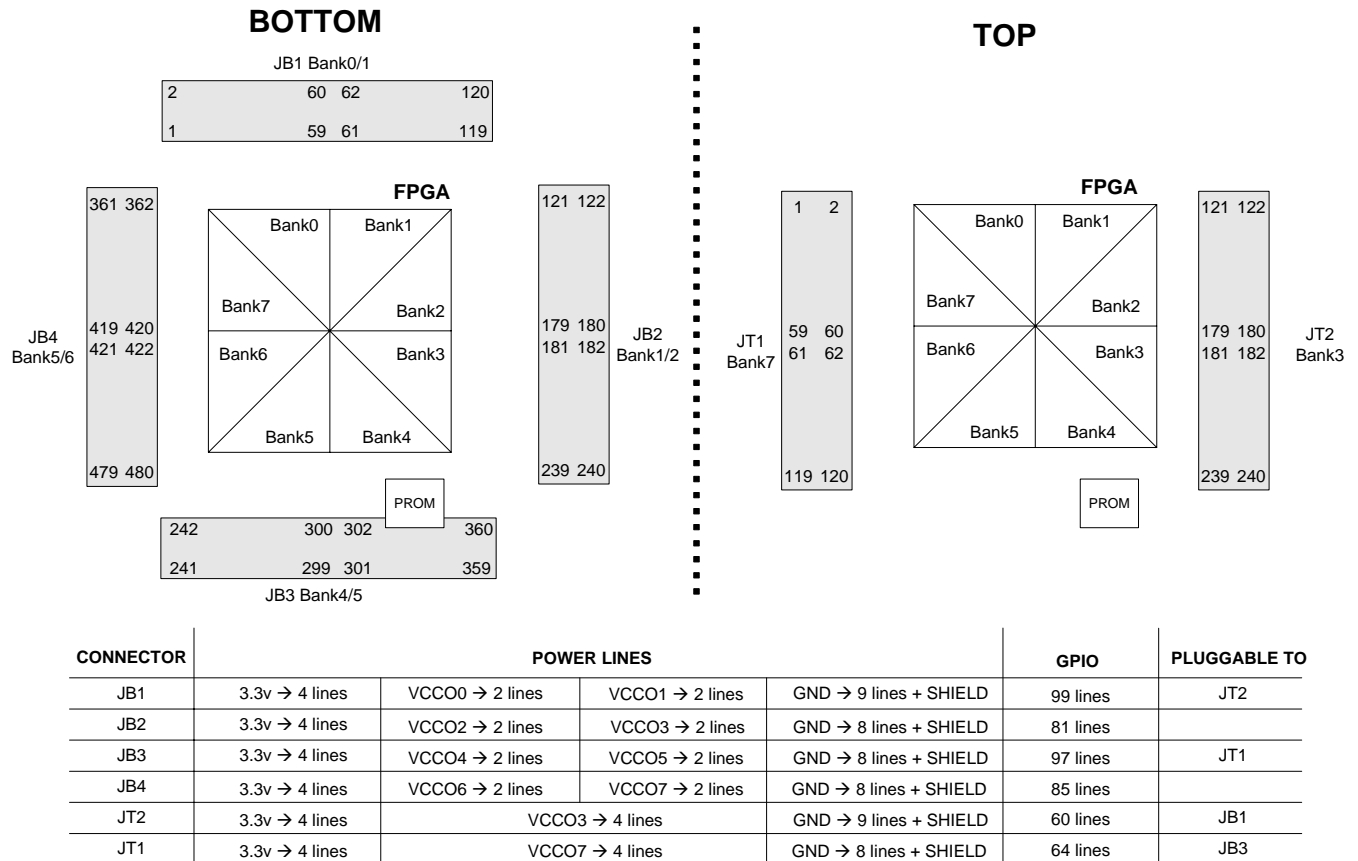 BOTTOM
TOP
JB1 Bank0/1
2 60 62 120
1 59 61 119
FPGA
361 362
419 420
421 422
479 480
JB4
Bank5/6
Bank0 Bank1
Bank7 Bank2
Bank6 Bank3
Bank5 Bank4
121 122
179 180
181 182
239 240
JB2
Bank1/2
PROM
242 300 302 360
241 299 301 359
JB3 Bank4/5
FPGA
JT1
Bank7
1 2
59 60
61 62
119 120
Bank0 Bank1
Bank7 Bank2
Bank6 Bank3
Bank5 Bank4
PROM
121 122
179 180
181 182
239 240
JT2
Bank3
CONNECTOR POWER LINES GPIO PLUGGABLE TO
JB1 3.3v → 4 lines VCCO0 → 2 lines VCCO1 → 2 lines GND → 9 lines + SHIELD 99 lines JT2
JB2 3.3v → 4 lines VCCO2 → 2 lines VCCO3 → 2 lines GND → 8 lines + SHIELD 81 lines
JB3 3.3v → 4 lines VCCO4 → 2 lines VCCO5 → 2 lines GND → 8 lines + SHIELD 97 lines JT1
JB4 3.3v → 4 lines VCCO6 → 2 lines VCCO7 → 2 lines GND → 8 lines + SHIELD 85 lines
JT2 3.3v → 4 lines VCCO3 → 4 lines GND → 9 lines + SHIELD 60 lines JB1
JT1 3.3v → 4 lines VCCO7 → 4 lines GND → 8 lines + SHIELD 64 lines JB3